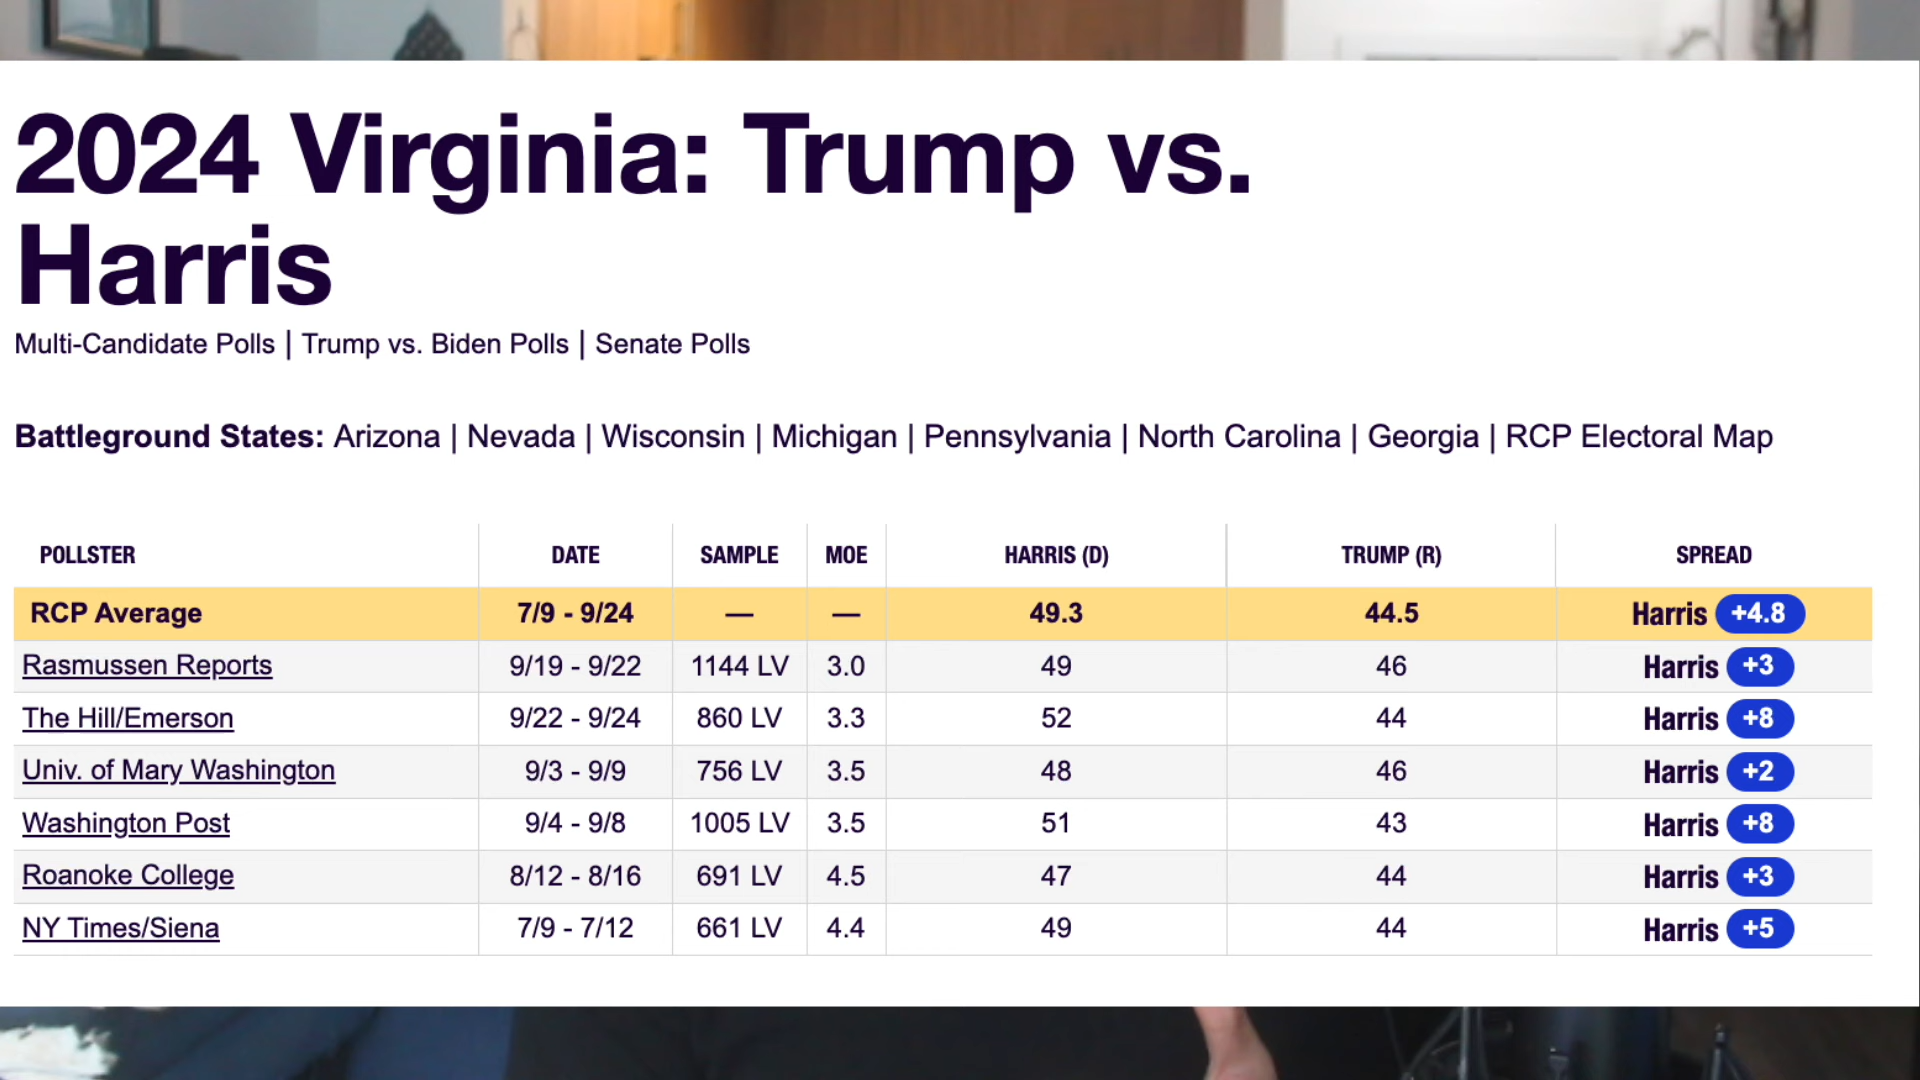 2024 Virginia: Trump vs.
Harris
Multi-Candidate Polls | Trump vs. Biden Polls | Senate Polls
Battleground States: Arizona | Nevada | Wisconsin | Michigan | Pennsylvania | North Carolina | Georgia | RCP Electoral Map
POLLSTER DATE SAMPLE MOE HARRIS (D) TRUMP (R) SPREAD
RCP Average 7/9 - 9/24 — — 49.3 44.5 Harris +4.8
Rasmussen Reports 9/19 - 9/22 1144 LV 3.0 49 46 Harris +3
The Hill/Emerson 9/22 - 9/24 860 LV 3.3 52 44 Harris +8
Univ. of Mary Washington 9/3 - 9/9 756 LV 3.5 48 46 Harris +2
Washington Post 9/4 - 9/8 1005 LV 3.5 51 43 Harris +8
Roanoke College 8/12 - 8/16 691 LV 4.5 47 44 Harris +3
NY Times/Siena 7/9 - 7/12 661 LV 4.4 49 44 Harris +5